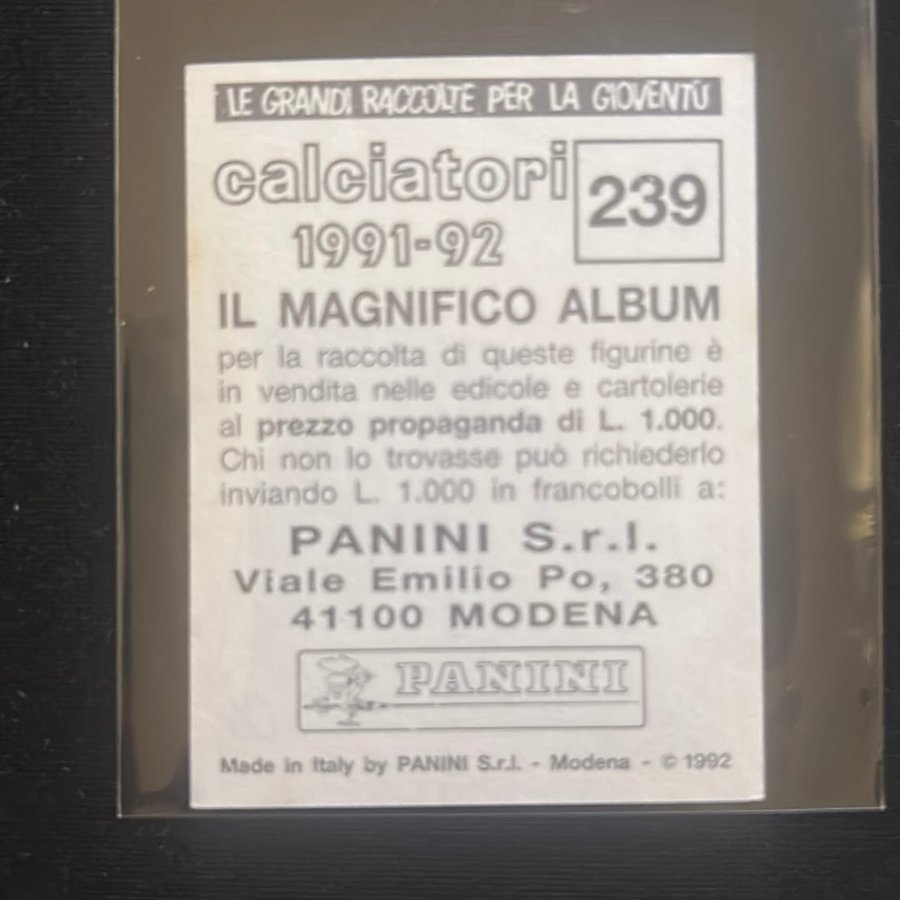 LE GRANDI RACCOLTE PER LA GIOVENTÙ
calciatori 239
1991-92
IL MAGNIFICO ALBUM
per la raccolta di queste figurine è
in vendita nelle edicole e cartolerie
al prezzo propaganda di L. 1.000.
Chi non lo trovasse può richiederlo
inviando L. 1.000 in francobolli a:
PANINI S.r.l.
Viale Emilio Po, 380
41100 MODENA
PANINI
Made in Italy by PANINI S.r.l. - Modena - © 1992